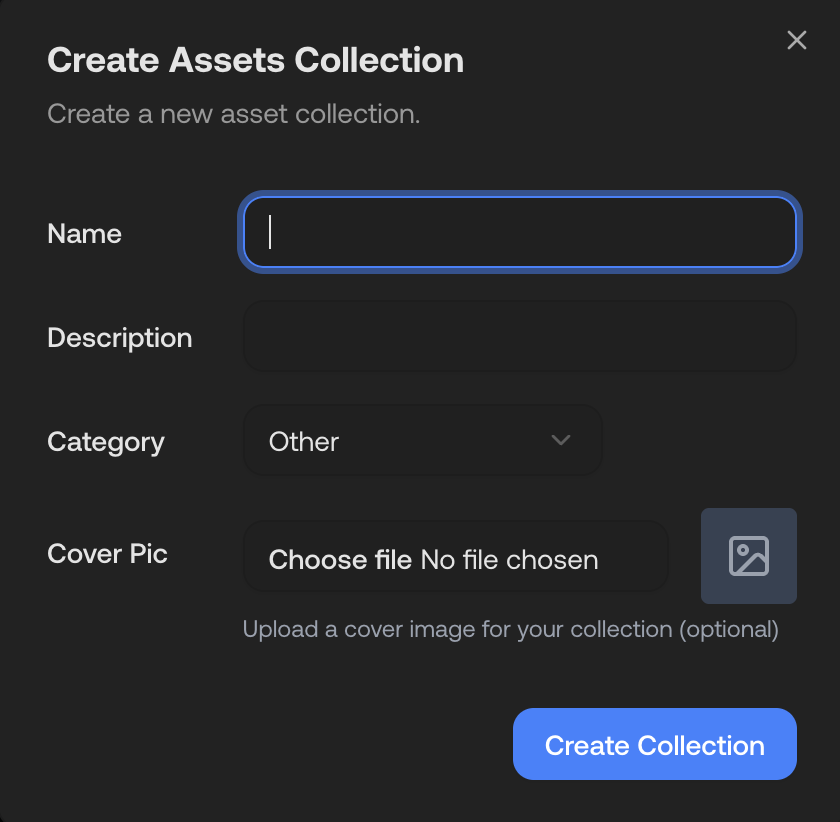 Create Assets Collection
Create a new asset collection.
Name
Description
Category
Other
Cover Pic
Choose file No file chosen
Upload a cover image for your collection (optional)
Create Collection